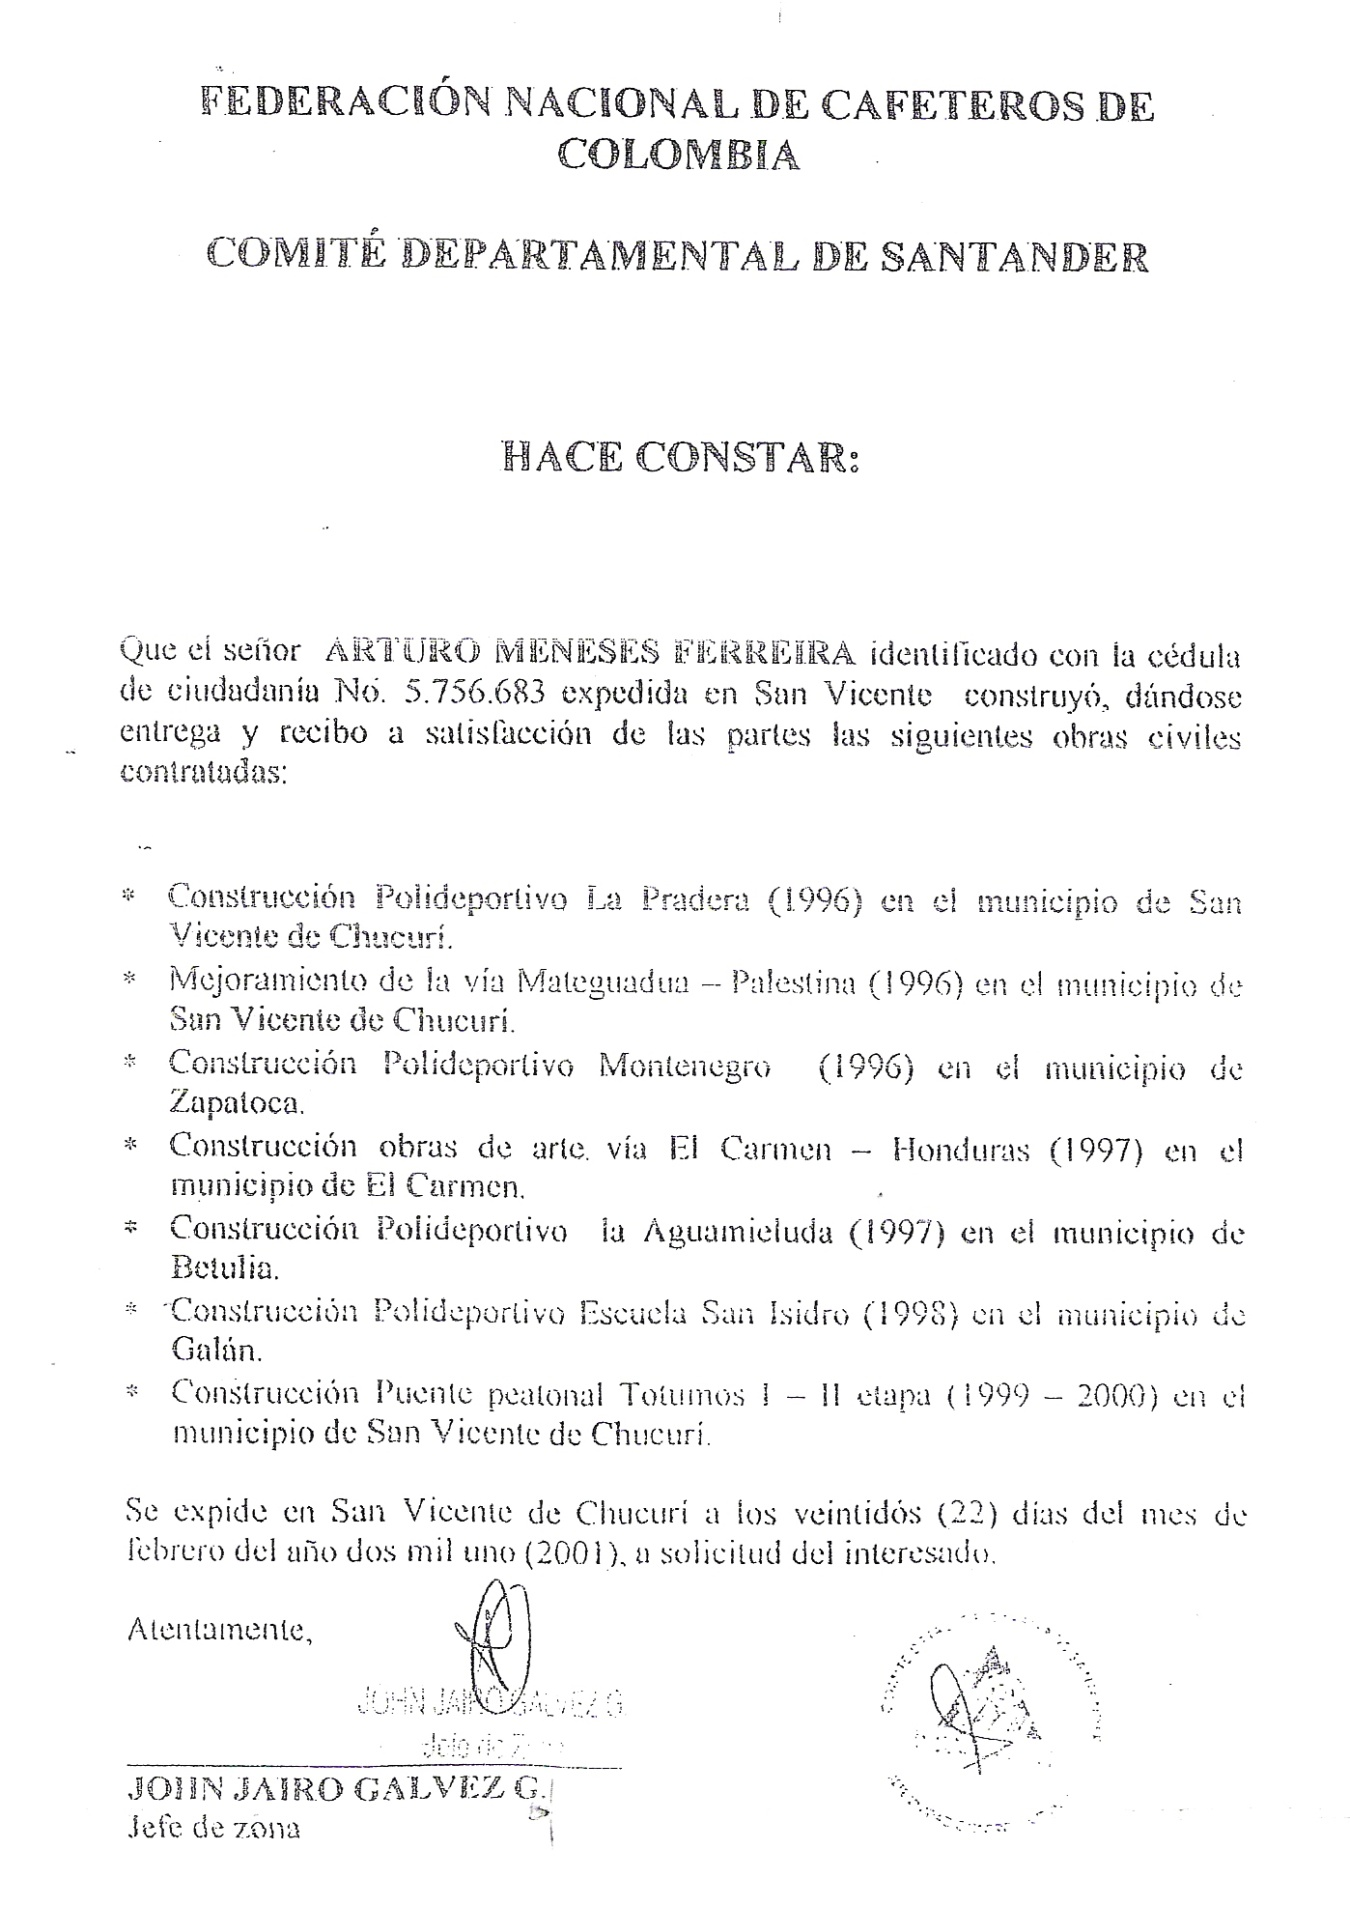 FEDERACIÓN NACIONAL DE CAFETEROS DE
COLOMBIA
COMITÉ DEPARTAMENTAL DE SANTANDER
HACE CONSTAR:
Que el señor ARTURO MENESES FERREIRA identificado con la cédula
de ciudadanía No. 5.756.683 expedida en San Vicente construyó, dándose
entrega y recibo a satisfacción de las partes las siguientes obras civiles
contratadas:
* Construcción Polideportivo La Pradera (1996) en el municipio de San
Vicente de Chucurí.
* Mejoramiento de la vía Mateguadua – Palestina (1996) en el municipio de
San Vicente de Chucurí.
* Construcción Polideportivo Montenegro (1996) en el municipio de
Zapatoca.
* Construcción obras de arte. vía El Carmen – Honduras (1997) en el
municipio de El Carmen.
* Construcción Polideportivo la Aguamieluda (1997) en el municipio de
Betulia.
* Construcción Polideportivo Escuela San Isidro (1998) en el municipio de
Galán.
* Construcción Puente peatonal Totumos I – II etapa (1999 – 2000) en el
municipio de San Vicente de Chucurí.
Se expide en San Vicente de Chucurí a los veintidós (22) días del mes de
febrero del año dos mil uno (2001), a solicitud del interesado.
Atentamente,
JOHN JAIRO GALVEZ G.
Jefe de Zona
JOHN JAIRO GALVEZ G.
Jefe de zona